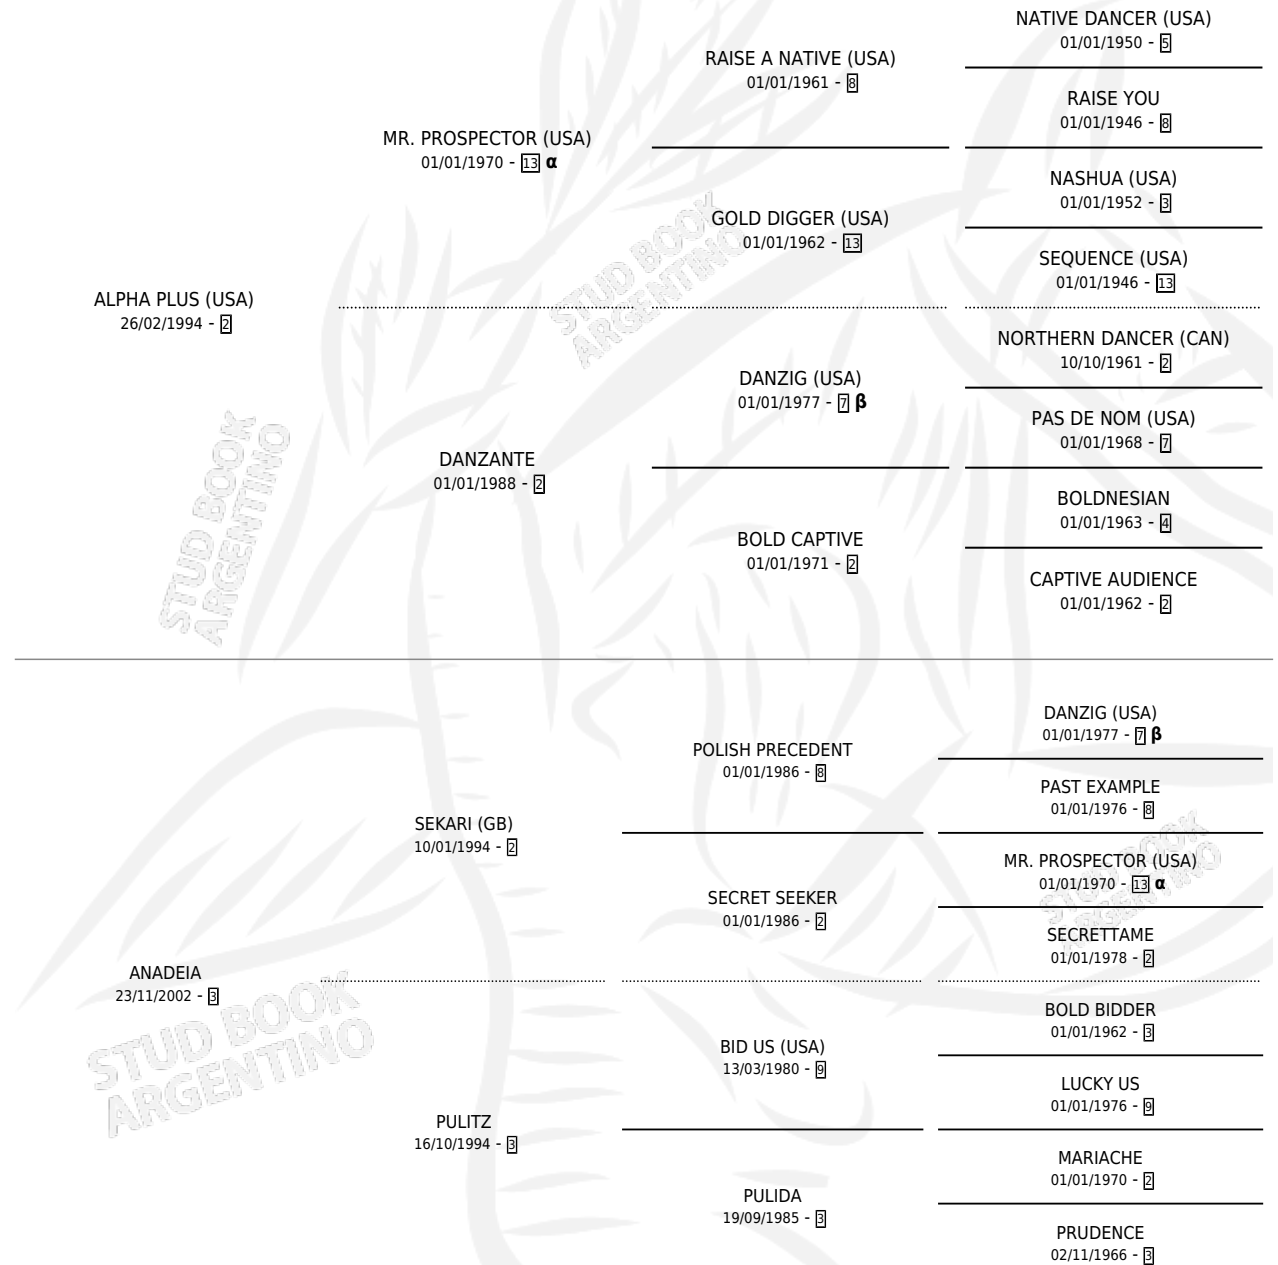 NATIVE DANCER (USA)
01/01/1950 - 5
RAISE A NATIVE (USA)
01/01/1961 - 8
RAISE YOU
01/01/1946 - 8
MR. PROSPECTOR (USA)
01/01/1970 - 13 α
NASHUA (USA)
01/01/1952 - 3
GOLD DIGGER (USA)
01/01/1962 - 13
SEQUENCE (USA)
01/01/1946 - 13
ALPHA PLUS (USA)
26/02/1994 - 2
NORTHERN DANCER (CAN)
10/10/1961 - 2
DANZIG (USA)
01/01/1977 - 7 β
PAS DE NOM (USA)
01/01/1968 - 7
DANZANTE
01/01/1988 - 2
BOLDNESIAN
01/01/1963 - 4
BOLD CAPTIVE
01/01/1971 - 2
CAPTIVE AUDIENCE
01/01/1962 - 2
STUD BOOK
ARGENTINO
STUD BOOK
ARGENTINO
DANZIG (USA)
01/01/1977 - 7 β
POLISH PRECEDENT
01/01/1986 - 8
PAST EXAMPLE
01/01/1976 - 8
SEKARI (GB)
10/01/1994 - 2
MR. PROSPECTOR (USA)
01/01/1970 - 13 α
SECRET SEEKER
01/01/1986 - 2
SECRETTAME
01/01/1978 - 2
STUD BOOK
ARGENTINO
ANADEIA
23/11/2002 - 3
BOLD BIDDER
01/01/1962 - 3
BID US (USA)
13/03/1980 - 9
LUCKY US
01/01/1976 - 9
PULITZ
16/10/1994 - 3
MARIACHE
01/01/1970 - 2
PULIDA
19/09/1985 - 3
PRUDENCE
02/11/1966 - 3
STUD BOOK
ARGENTINO